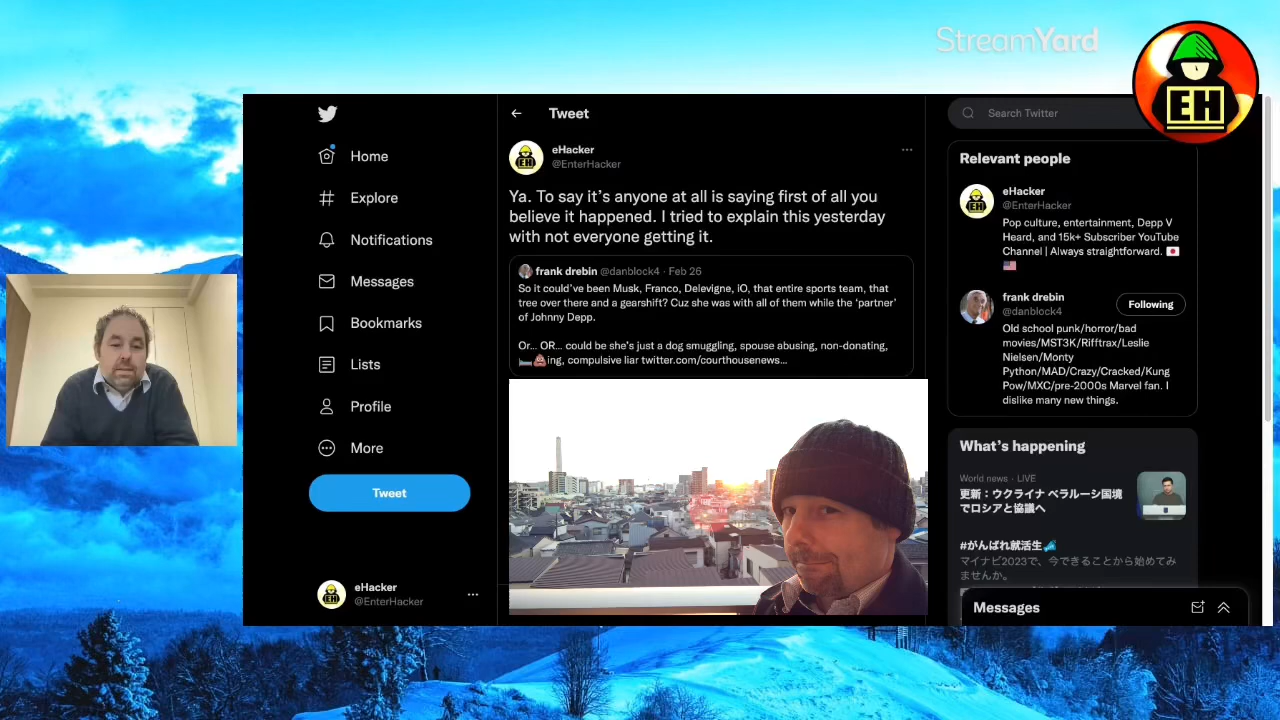 StreamYard
EH
Home
Explore
Notifications
Messages
Bookmarks
Lists
Profile
More
Tweet
eHacker
@EnterHacker
Tweet
eHacker
@EnterHacker
Ya. To say it's anyone at all is saying first of all you
believe it happened. I tried to explain this yesterday
with not everyone getting it.
frank drebin @danblock4 · Feb 26
So it could've been Musk, Franco, Delevigne, iO, that entire sports team, that
tree over there and a gearshift? Cuz she was with all of them while the 'partner'
of Johnny Depp.
Or... OR... could be she's just a dog smuggling, spouse abusing, non-donating,
🛏️💩ing, compulsive liar twitter.com/courthousenews...
Search Twitter
Relevant people
eHacker
@EnterHacker
Pop culture, entertainment, Depp V
Heard, and 15k+ Subscriber YouTube
Channel | Always straightforward. 🇯🇵
🇺🇸
frank drebin
@danblock4
Following
Old school punk/horror/bad
movies/MST3K/Rifftrax/Leslie
Nielsen/Monty
Python/MAD/Crazy/Cracked/Kung
Pow/MXC/pre-2000s Marvel fan. I
dislike many new things.
What's happening
World news · LIVE
更新：ウクライナ ベラルーシ国境
でロシアと協議へ
#がんばれ就活生
マイナビ2023で、今できることから始めてみ
ませんか。
Messages